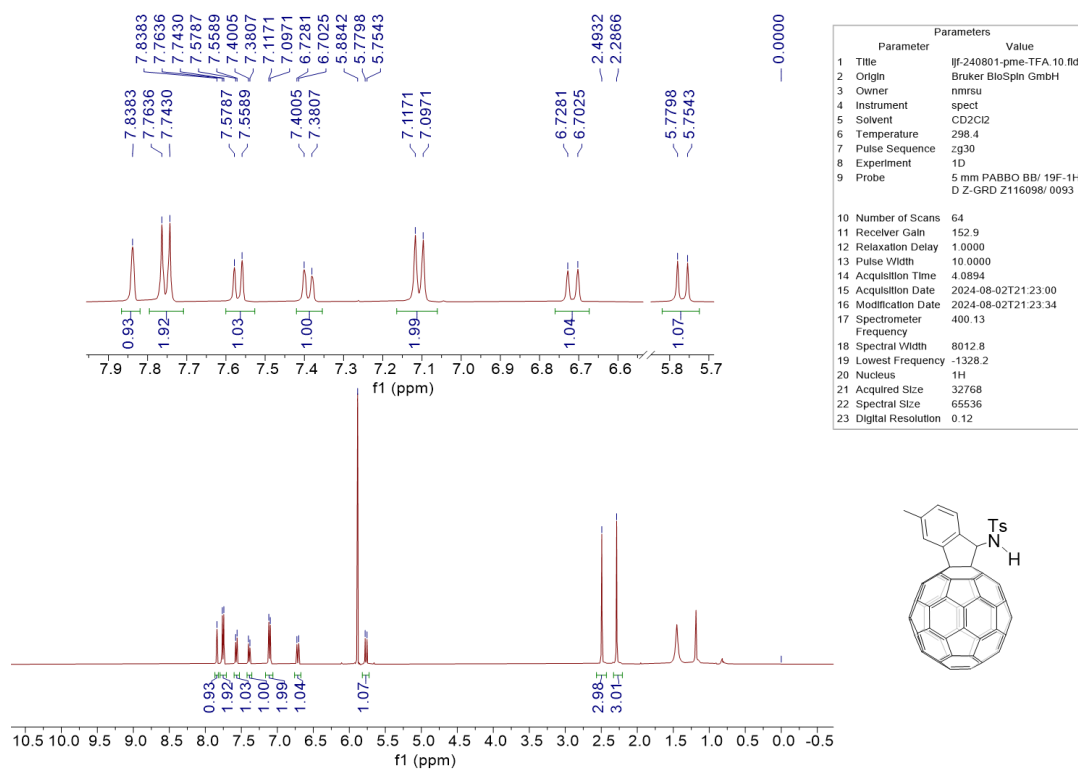 7.8383
7.7636
7.7430
7.5787
7.5589
7.4005
7.3807
7.1171
7.0971
6.7281
6.7025
5.8842
5.7798
5.7543
2.4932
2.2866
0.0000
7.8383
7.7636
7.7430
7.5787
7.5589
7.4005
7.3807
7.1171
7.0971
6.7281
6.7025
5.7798
5.7543
0.93
1.92
1.03
1.00
1.99
1.04
1.07
7.9 7.8 7.7 7.6 7.5 7.4 7.3 7.2 7.1 7.0 6.9 6.8 6.7 6.6 5.8 5.7
f1 (ppm)
Parameters
Parameter Value
1 Title ljf-240801-pme-TFA.10.fid
2 Origin Bruker BioSpin GmbH
3 Owner nmrsu
4 Instrument spect
5 Solvent CD2Cl2
6 Temperature 298.4
7 Pulse Sequence zg30
8 Experiment 1D
9 Probe 5 mm PABBO BB/ 19F-1H
D Z-GRD Z116098/ 0093
10 Number of Scans 64
11 Receiver Gain 152.9
12 Relaxation Delay 1.0000
13 Pulse Width 10.0000
14 Acquisition Time 4.0894
15 Acquisition Date 2024-08-02T21:23:00
16 Modification Date 2024-08-02T21:23:34
17 Spectrometer 400.13
Frequency
18 Spectral Width 8012.8
19 Lowest Frequency -1328.2
20 Nucleus 1H
21 Acquired Size 32768
22 Spectral Size 65536
23 Digital Resolution 0.12
Ts
N
H
0.93
1.92
1.03
1.00
1.99
1.04
1.07
2.98
3.01
10.5 10.0 9.5 9.0 8.5 8.0 7.5 7.0 6.5 6.0 5.5 5.0 4.5 4.0 3.5 3.0 2.5 2.0 1.5 1.0 0.5 0.0 -0.5
f1 (ppm)